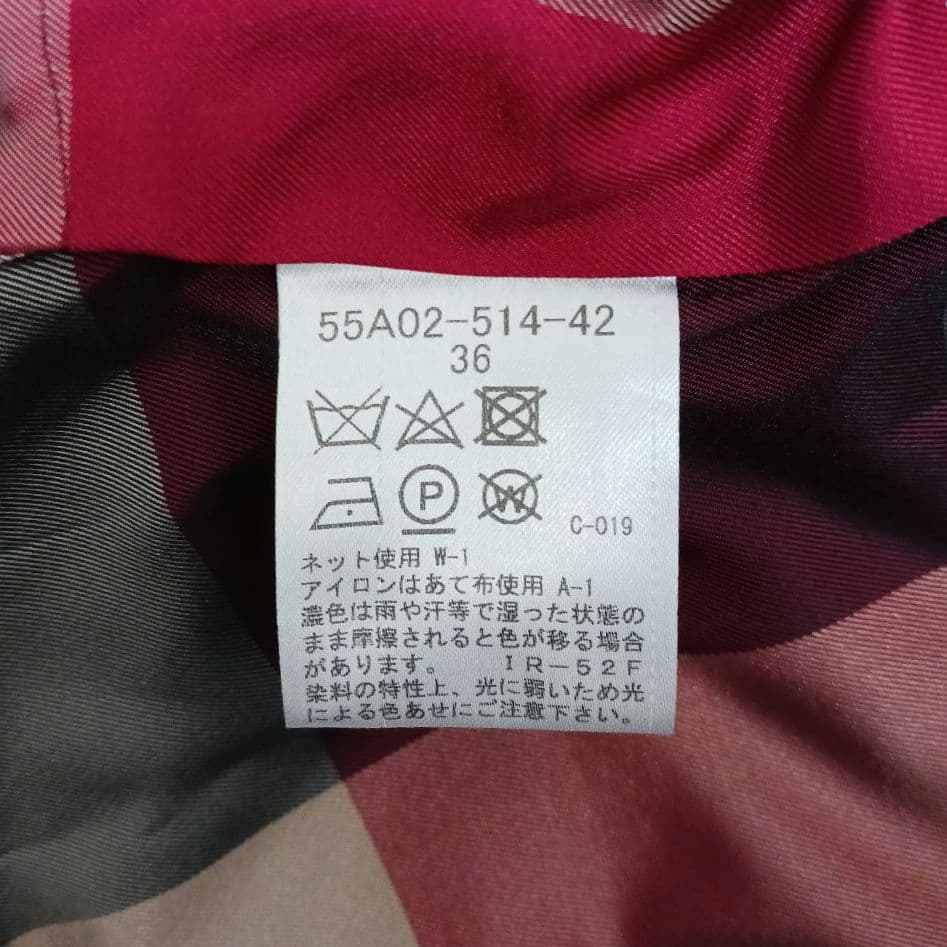 55A02-514-42
36
P
W
C-019
ネット使用 W-1
アイロンはあて布使用 A-1
濃色は雨や汗等で湿った状態の
まま摩擦されると色が移る場合
があります。 IR-52F
染料の特性上、光に弱いため光
による色あせにご注意下さい。